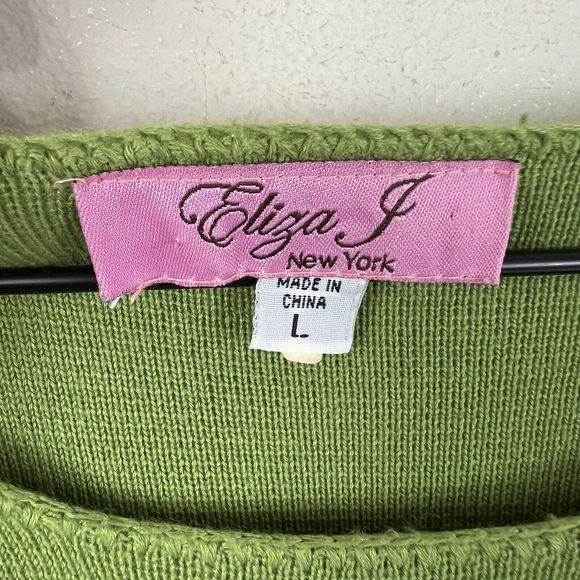 Eliza J
New York
MADE IN
CHINA
L